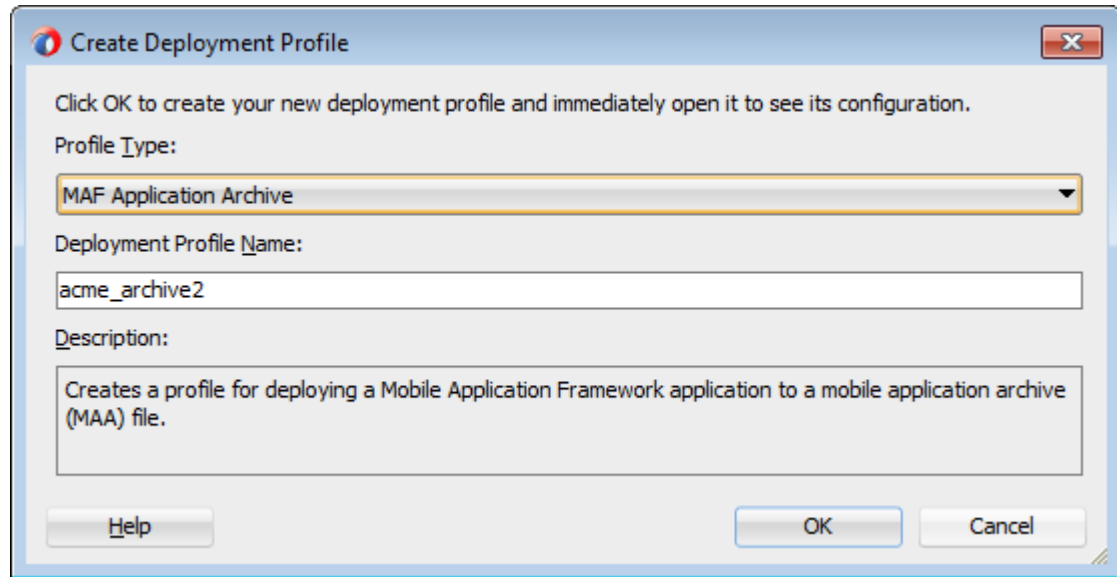 Create Deployment Profile
Click OK to create your new deployment profile and immediately open it to see its configuration.
Profile Type:
MAF Application Archive
Deployment Profile Name:
acme_archive2
Description:
Creates a profile for deploying a Mobile Application Framework application to a mobile application archive
(MAA) file.
Help
OK
Cancel